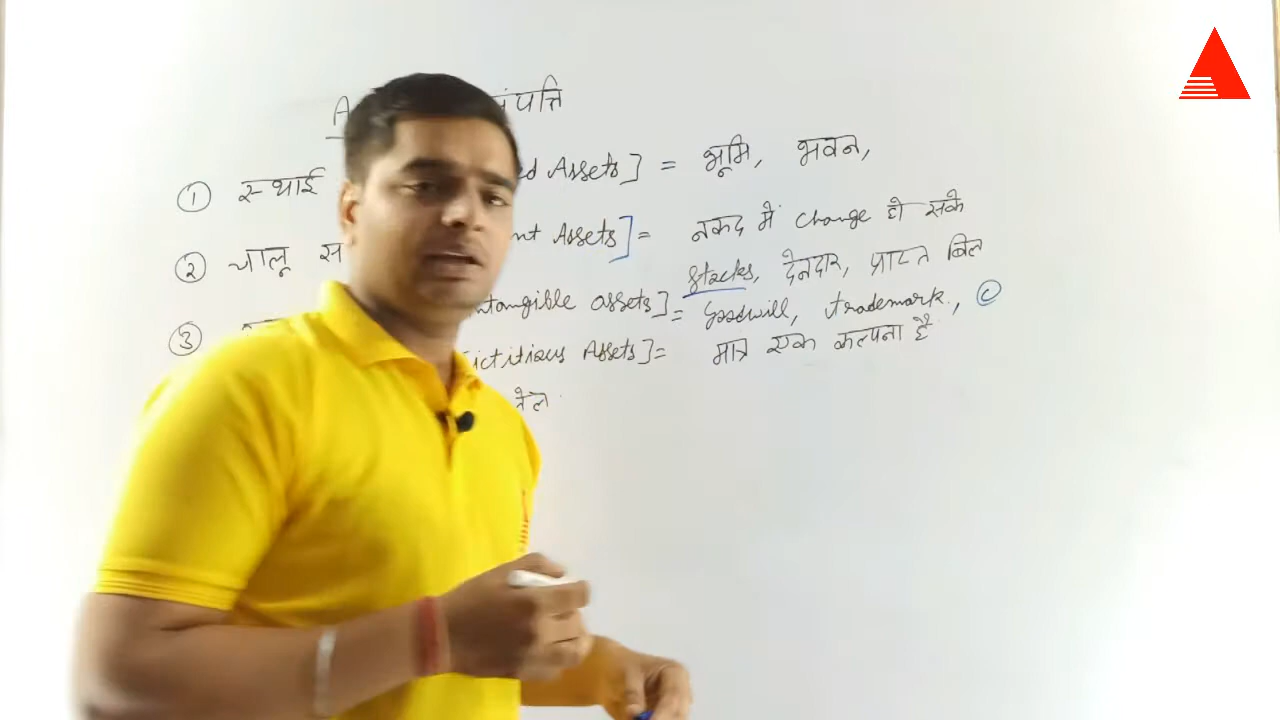 A पत्ति
① स्थाई ed Assets] = भूमि, भवन,
② चालू स nt Assets] = नकद में change हो सके
Stocks, देनदार, प्राप्त बिल
③ ntangible assets] = Goodwill, trademark, ©
ictitious Assets] = मात्र एक कल्पना है